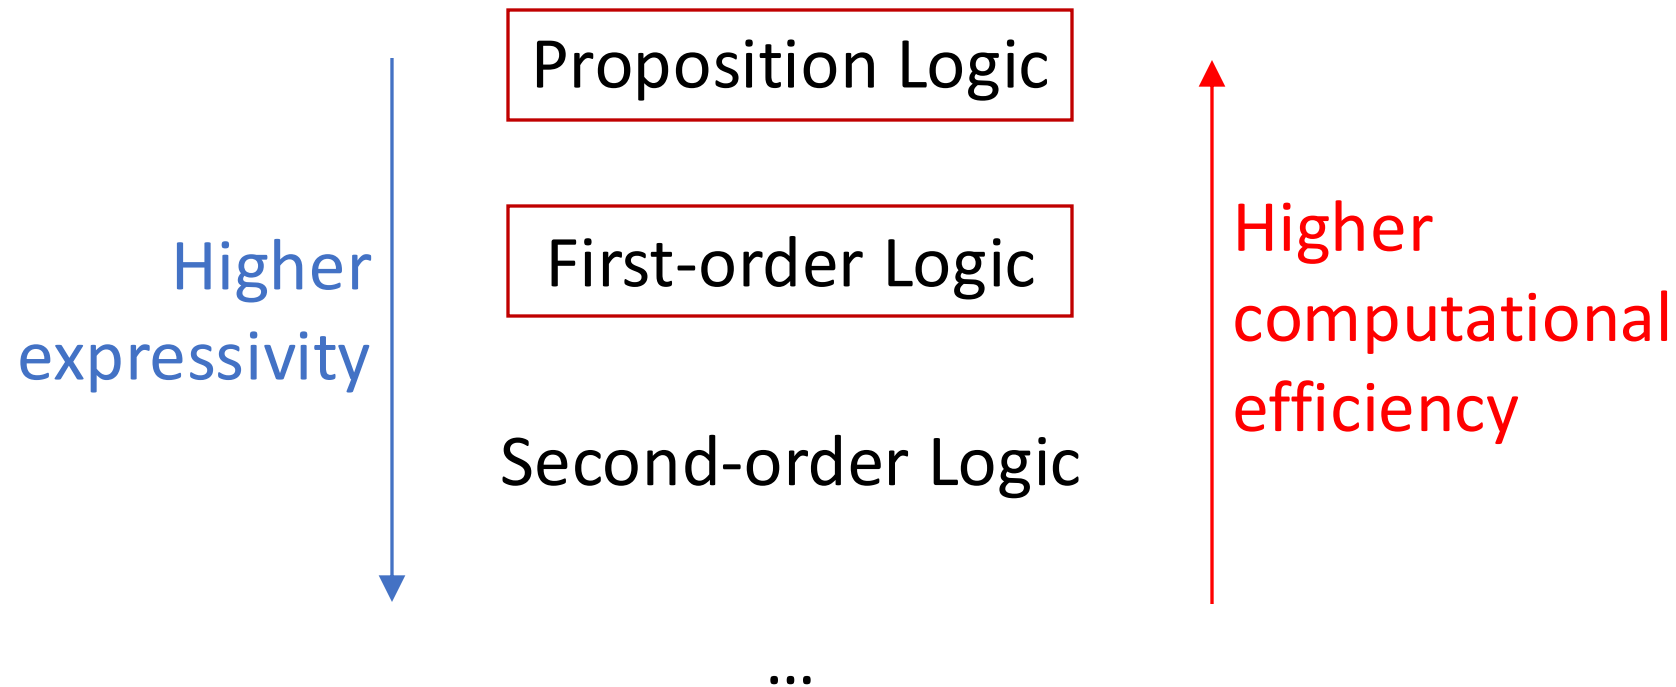 Proposition Logic
First-order Logic
Higher
expressivity
Higher
computational
efficiency
Second-order Logic
...